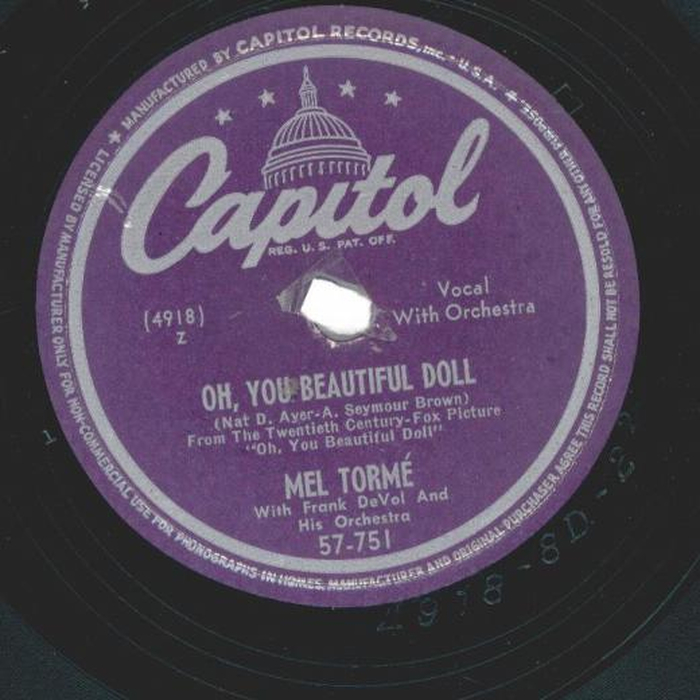 MANUFACTURED BY CAPITOL RECORDS, INC. · U.S.A.
Capitol
REG. U. S. PAT. OFF.
(4918)
Z
Vocal
With Orchestra
OH, YOU BEAUTIFUL DOLL
(Nat D. Ayer-A. Seymour Brown)
From The Twentieth Century-Fox Picture
"Oh, You Beautiful Doll"
MEL TORMÉ
With Frank DeVol And
His Orchestra
57-751
LICENSED BY MANUFACTURER ONLY FOR NON-COMMERCIAL USE FOR PHONOGRAPHS IN HOMES. MANUFACTURER AND ORIGINAL PURCHASER AGREE THIS RECORD SHALL NOT BE RESOLD FOR ANY OTHER PURPOSE
1